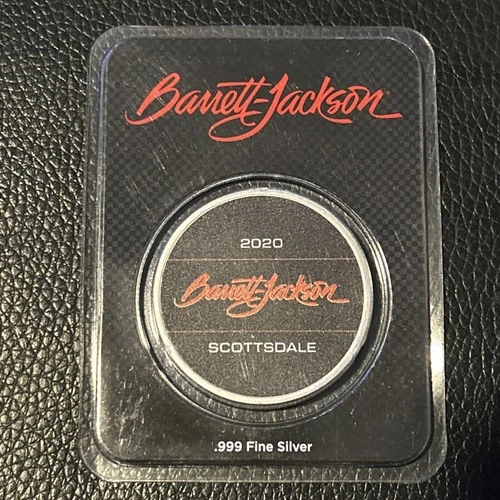 Barrett-Jackson
2020
Barrett-Jackson
SCOTTSDALE
.999 Fine Silver